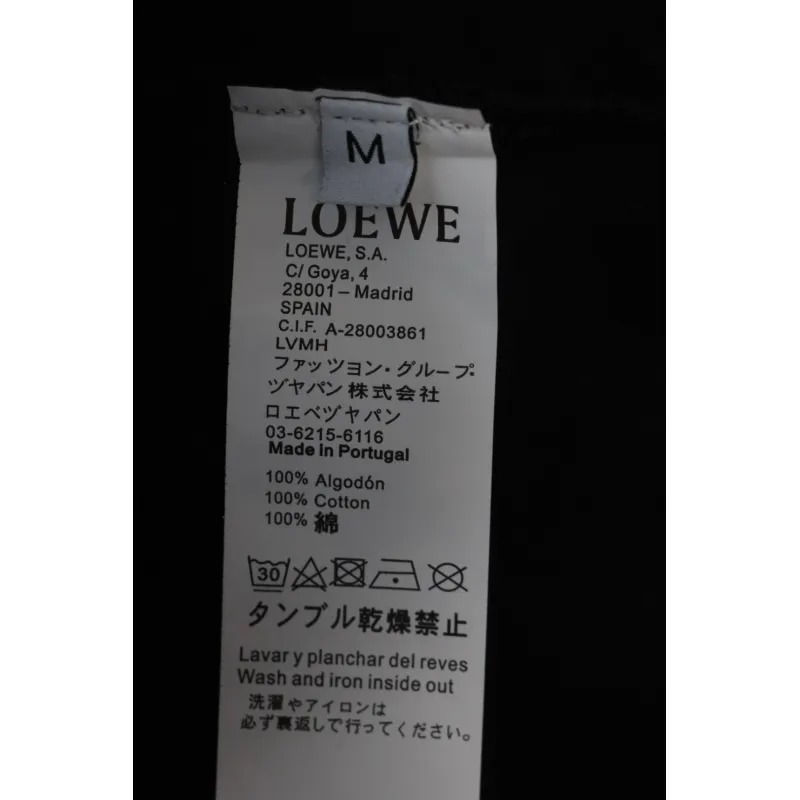 M
LOEWE
LOEWE, S.A.
C/ Goya, 4
28001 – Madrid
SPAIN
C.I.F. A-28003861
LVMH
ファッツョン・グループ
ヅヤパン 株式会社
ロエベヅヤパン
03-6215-6116
Made in Portugal
100% Algodón
100% Cotton
100% 綿
30
タンブル乾燥禁止
Lavar y planchar del reves
Wash and iron inside out
洗濯やアイロンは
必ず裏返しで行ってください。